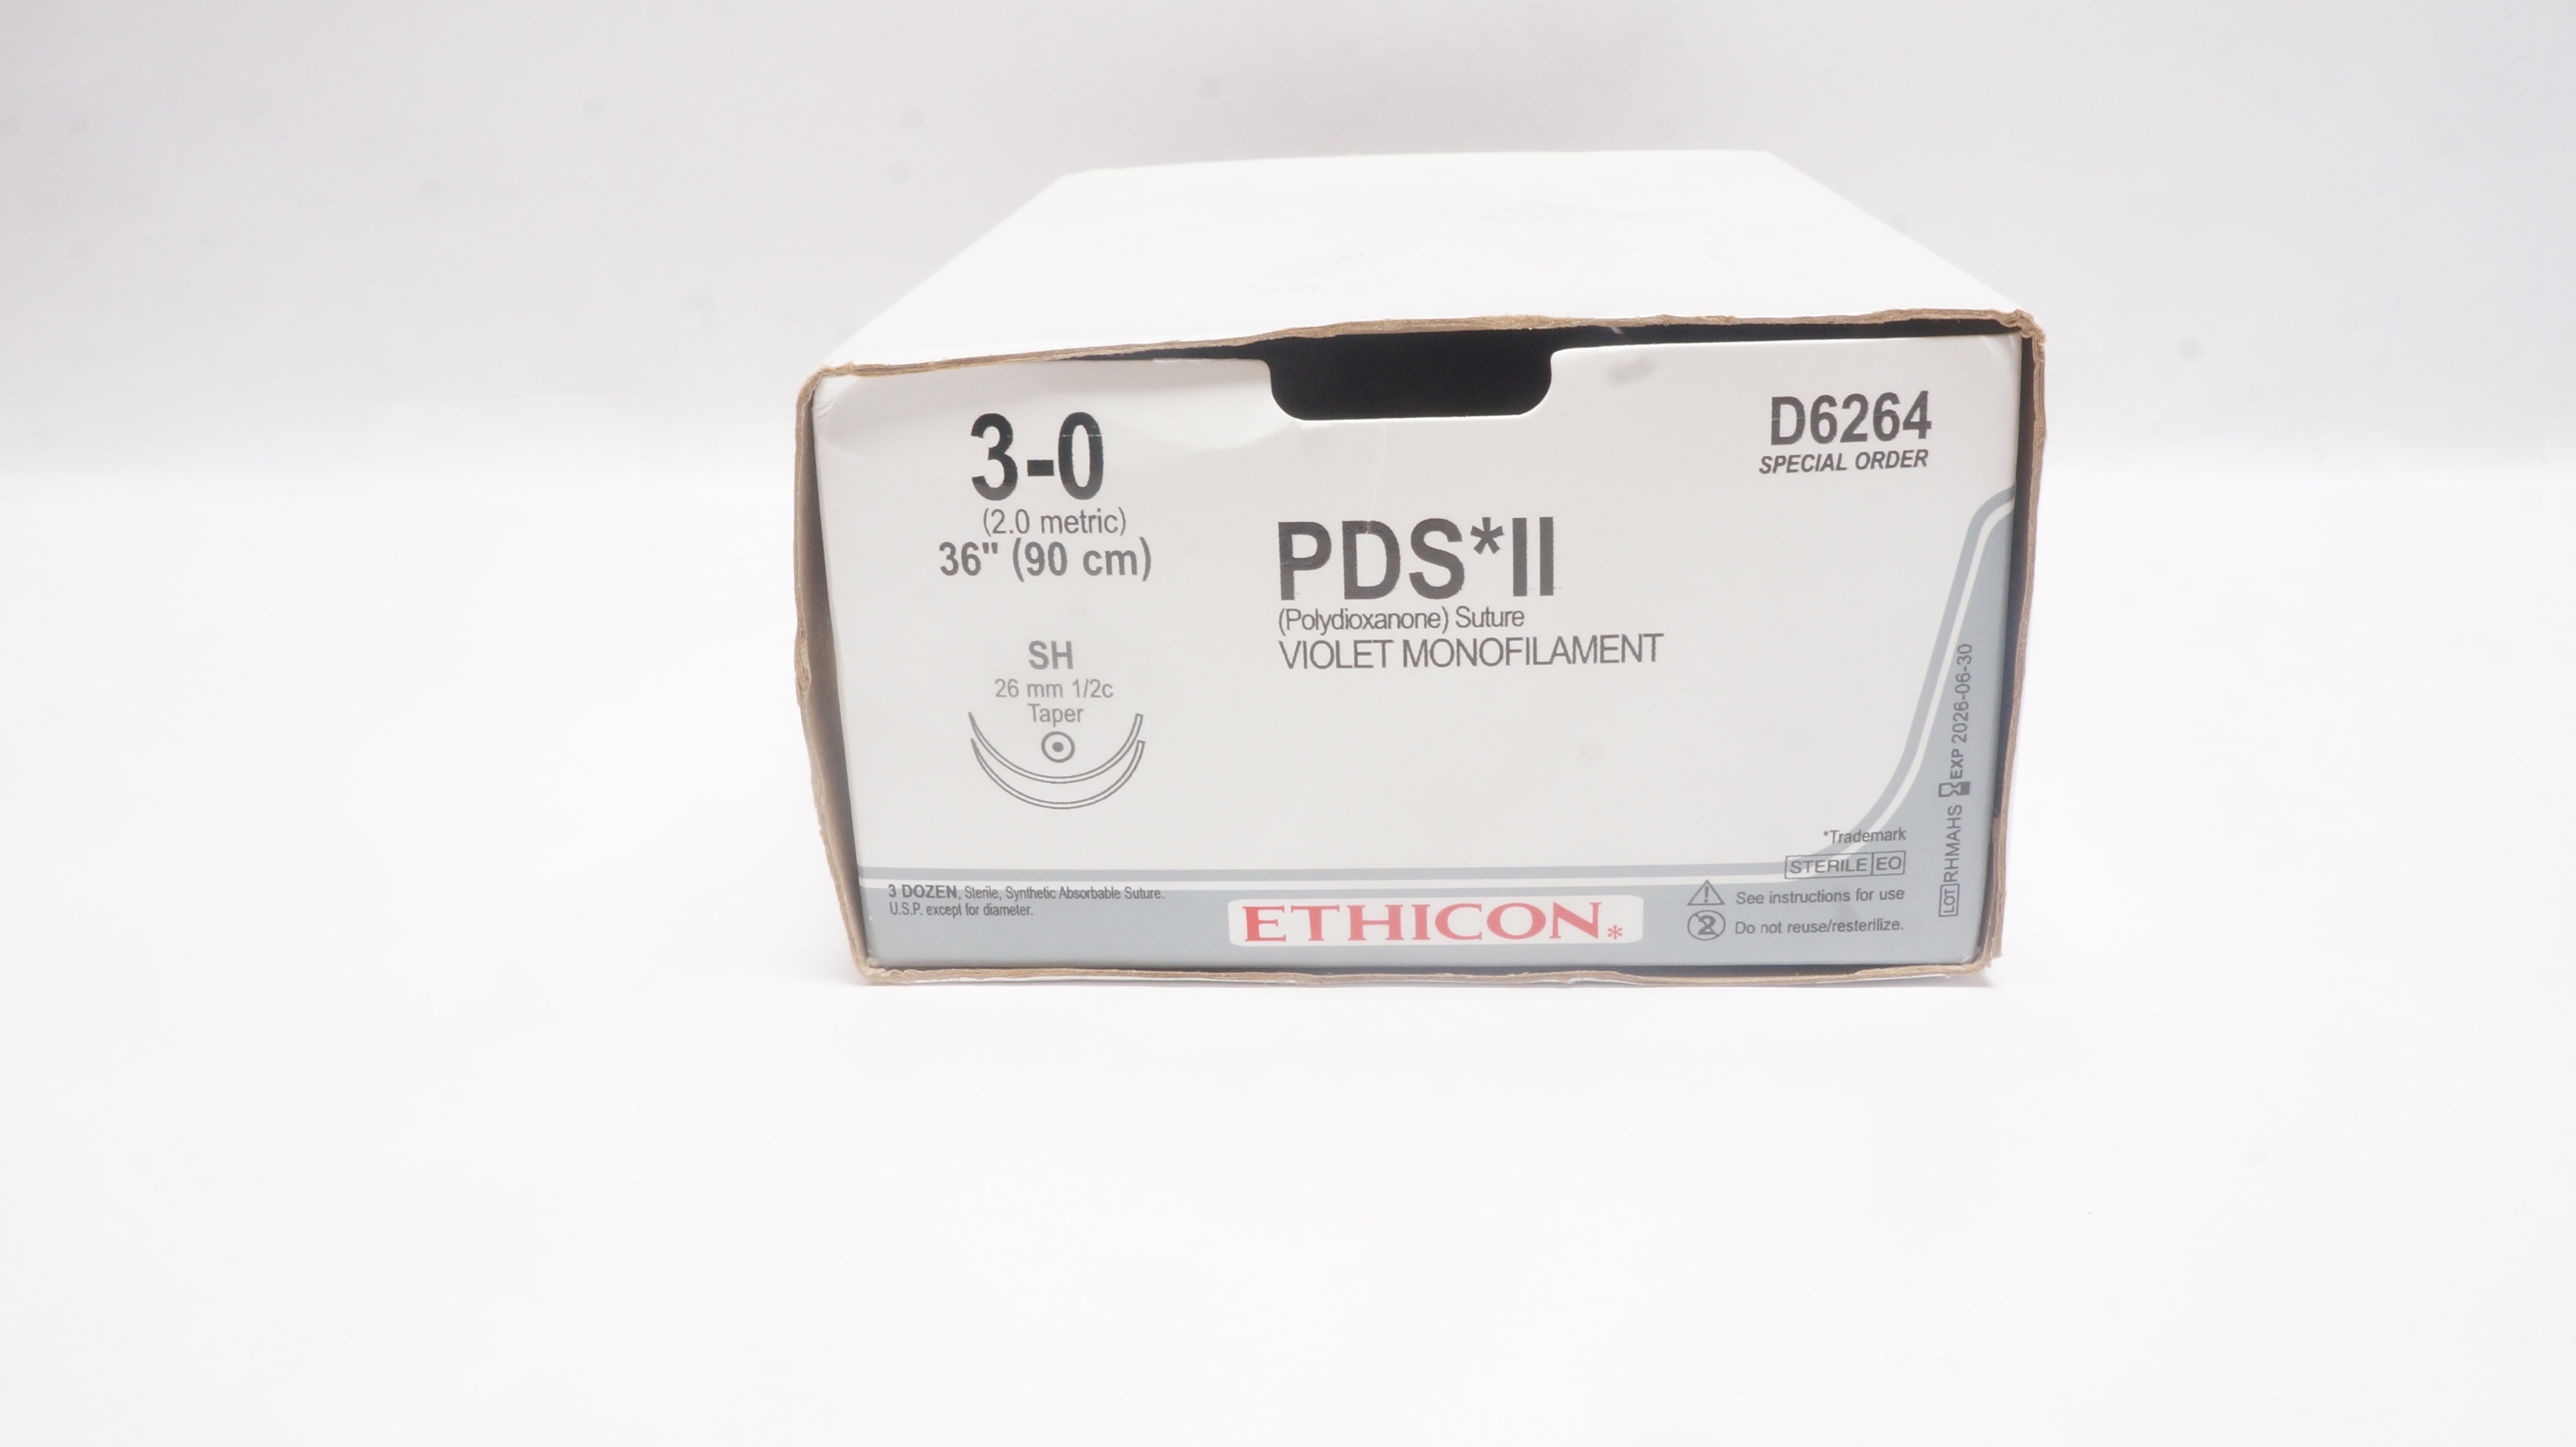 3-0
(2.0 metric)
36" (90 cm)
SH
26 mm 1/2c
Taper
D6264
SPECIAL ORDER
PDS*II
(Polydioxanone) Suture
VIOLET MONOFILAMENT
3 DOZEN, Sterile, Synthetic Absorbable Suture.
U.S.P. except for diameter.
ETHICON*
*Trademark
STERILE EO
See instructions for use
2 Do not reuse/resterilize.
LOT RHMAHS EXP 2026-06-30